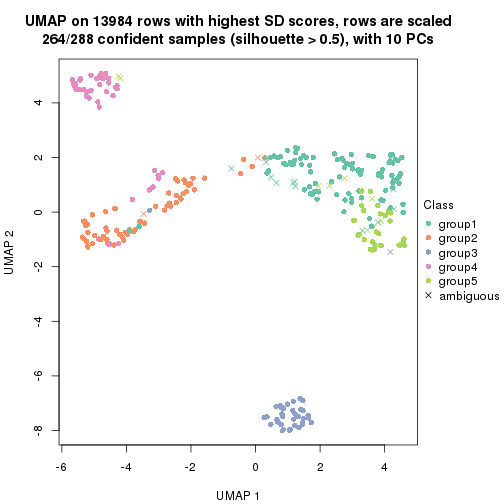 UMAP on 13984 rows with highest SD scores, rows are scaled
264/288 confident samples (silhouette > 0.5), with 10 PCs
4
2
0
-2
-4
-6
-8
UMAP 2
-6
-4
-2
0
2
4
UMAP 1
Class
group1
group2
group3
group4
group5
ambiguous